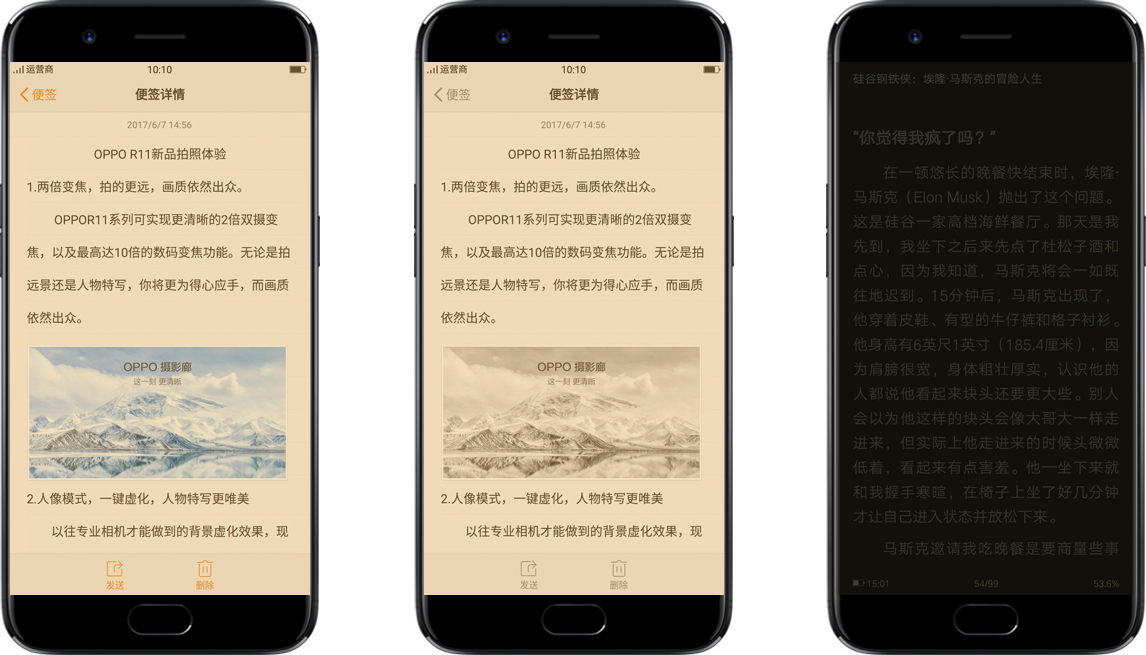 运营商 10:10
便签 便签详情
2017/6/7 14:56
OPPO R11新品拍照体验
1.两倍变焦，拍的更远，画质依然出众。
OPPOR11系列可实现更清晰的2倍双摄变
焦，以及最高达10倍的数码变焦功能。无论是拍
远景还是人物特写，你将更为得心应手，而画质
依然出众。
OPPO 摄影廊
这一刻 更清晰
2.人像模式，一键虚化，人物特写更唯美
以往专业相机才能做到的背景虚化效果，现
发送 删除
运营商 10:10
便签 便签详情
2017/6/7 14:56
OPPO R11新品拍照体验
1.两倍变焦，拍的更远，画质依然出众。
OPPOR11系列可实现更清晰的2倍双摄变
焦，以及最高达10倍的数码变焦功能。无论是拍
远景还是人物特写，你将更为得心应手，而画质
依然出众。
OPPO 摄影廊
这一刻 更清晰
2.人像模式，一键虚化，人物特写更唯美
以往专业相机才能做到的背景虚化效果，现
发送 删除
硅谷钢铁侠：埃隆·马斯克的冒险人生
“你觉得我疯了吗？”
在一顿悠长的晚餐快结束时，埃隆·
马斯克（Elon Musk）抛出了这个问题。
这是硅谷一家高档海鲜餐厅。那天是我
先到，我坐下之后来先点了杜松子酒和
点心，因为我知道，马斯克将会一如既
往地迟到。15分钟后，马斯克出现了，
他穿着皮鞋、有型的牛仔裤和格子衬衫。
他身高有6英尺1英寸（185.4厘米），因
为肩膀很宽，身体粗壮厚实，认识他的
人都说他看起来块头还要更大些。别人
会以为他这样的块头会像大哥大一样走
进来，但实际上他走进来的时候头微微
低着，看起来有点害羞。他一坐下来就
和我握手寒暄，在椅子上坐了好几分钟
才让自己进入状态并放松下来。
马斯克邀请我吃晚餐是要商量些事
15:01 54/99 53.6%